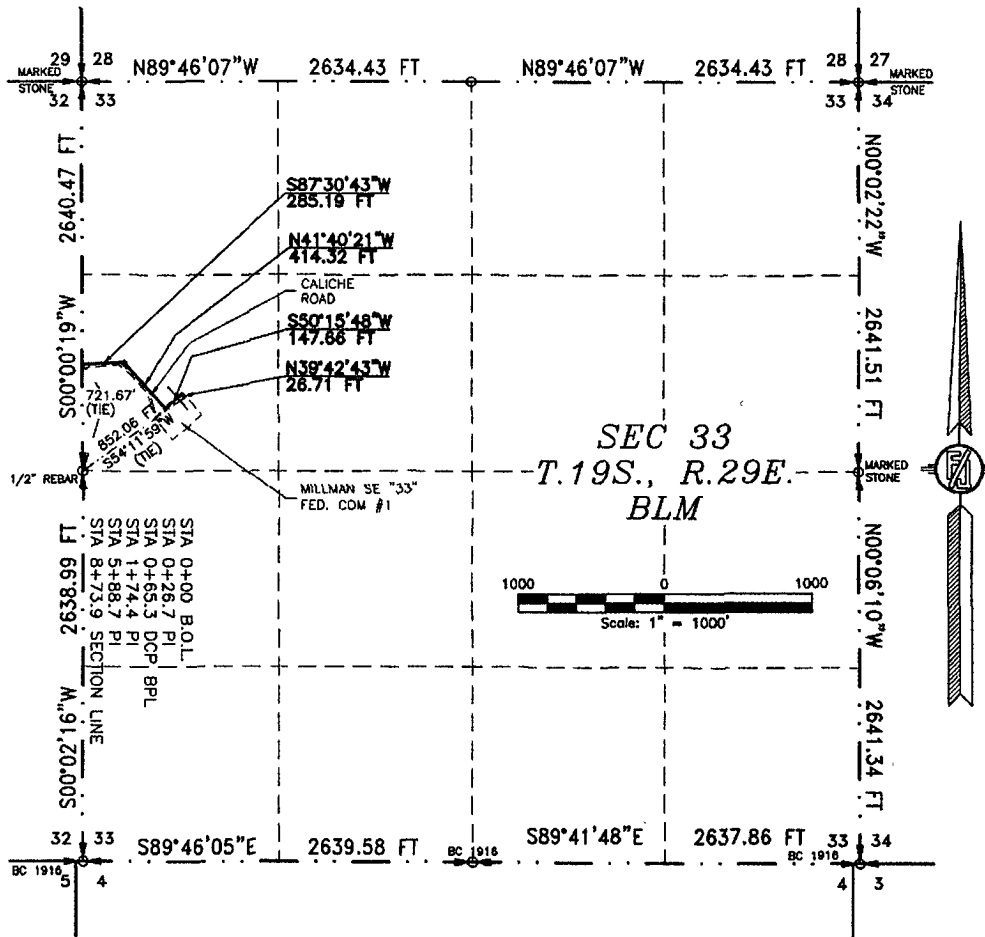 29 28
N89°46'07"W 2634.43 FT N89°46'07"W 2634.43 FT
28 27
MARKED
STONE
32 33
MARKED
STONE
33 34
2640.47 FT
S00°00'19"W
N00°02'22"W
2641.51 FT
S87°30'43"W
285.19 FT
N41°40'21"W
414.32 FT
CALICHE
ROAD
S50°15'48"W
147.66 FT
N39°42'43"W
26.71 FT
721.67'
(TIE)
852.06 FT
S54°11'59"W
(TIE)
1/2" REBAR
MILLMAN SE "33"
FED. COM #1
SEC 33
T.19S., R.29E.
BLM
MARKED
STONE
1000 0 1000
Scale: 1" = 1000'
STA 0+00 B.O.L.
STA 0+26.7 PI
STA 0+65.3 DCP BPL
STA 1+74.4 PI
STA 5+88.7 PI
STA 8+73.9 SECTION LINE
2638.99 FT
S00°02'16"W
N00°06'10"W
2641.34 FT
32 33
S89°46'05"E 2639.58 FT
BC 1916
S89°41'48"E 2637.86 FT
33 34
BC 1916
5 4
BC 1916
4 3